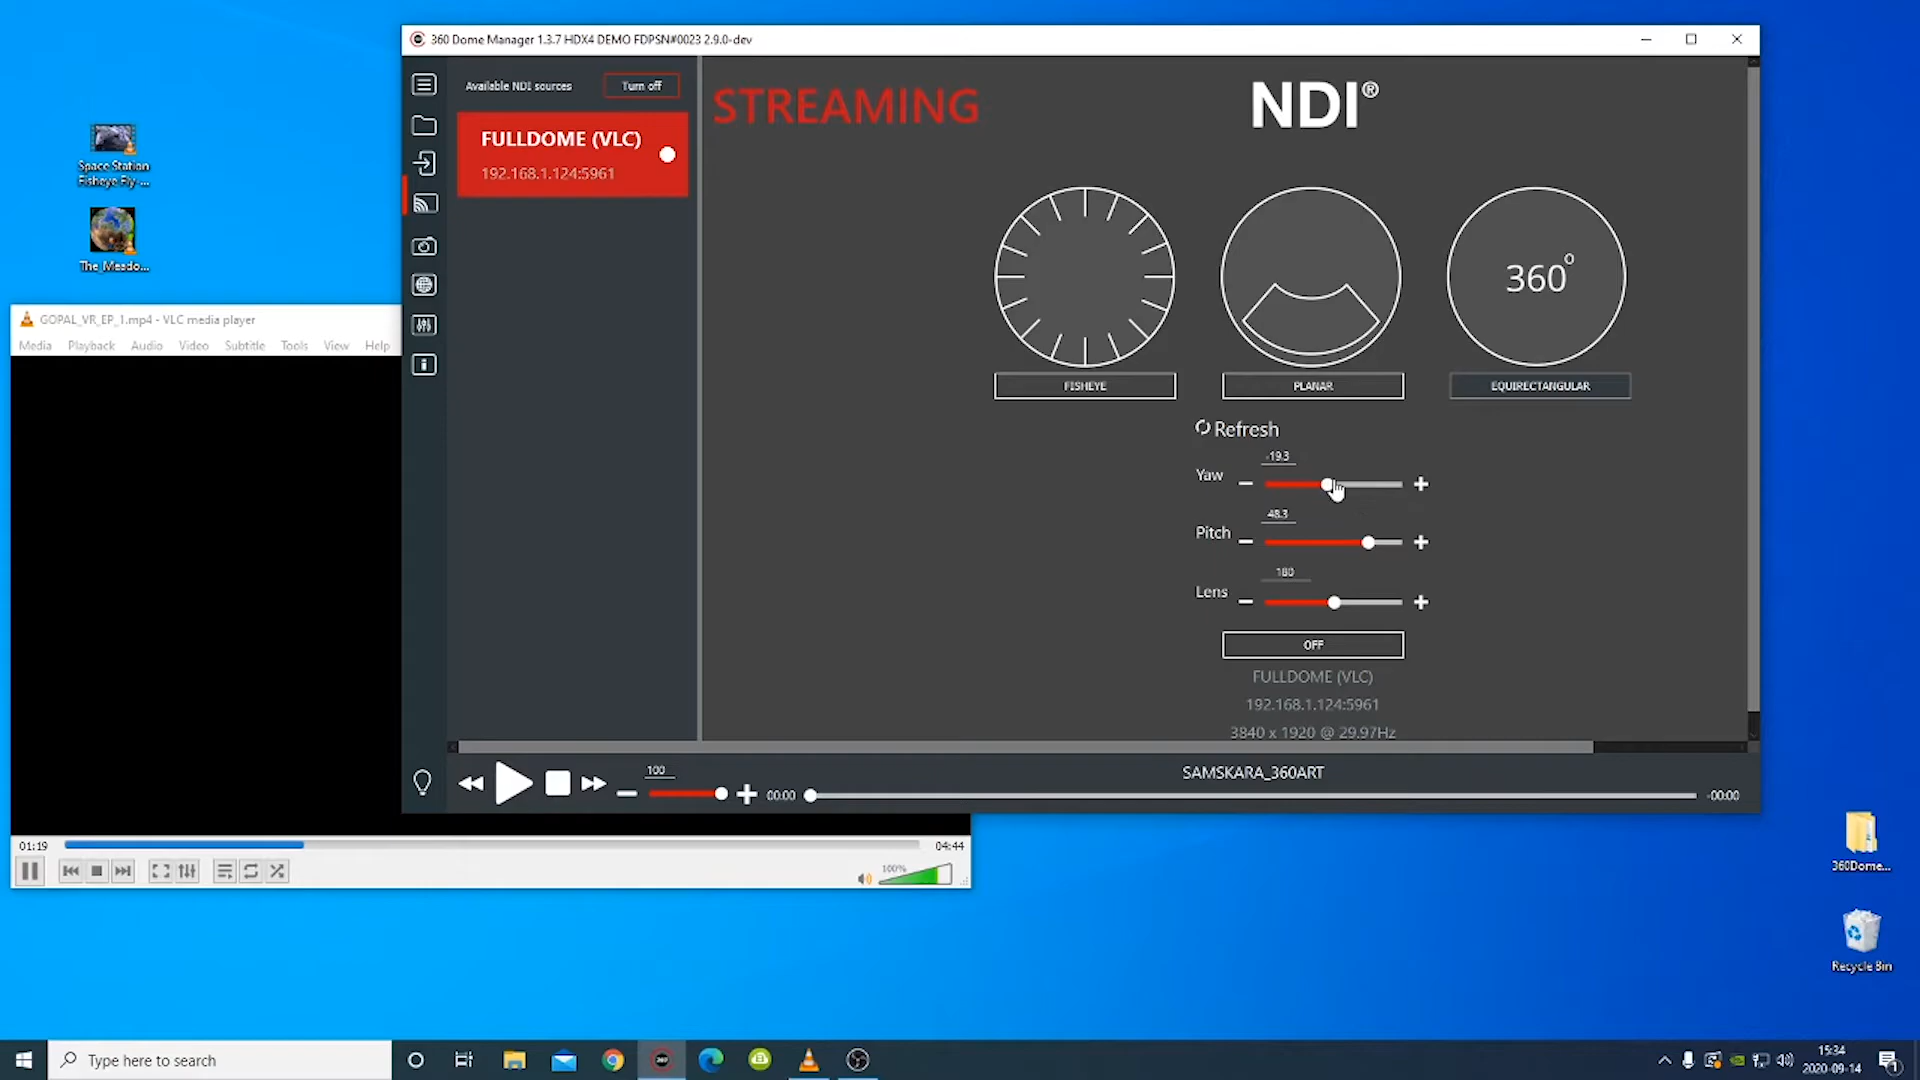 360 Dome Manager 1.3.7 HDX4 DEMO FDPSN#0023 2.9.0-dev
Available NDI sources
Turn off
FULLDOME (VLC)
192.168.1.124:5961
STREAMING
NDI®
360°
FISHEYE
PLANAR
EQUIRECTANGULAR
Refresh
Yaw
-19.3
Pitch
48.3
Lens
180
OFF
FULLDOME (VLC)
192.168.1.124:5961
3840 x 1920 @ 29.97Hz
100
00:00
SAMSKARA_360ART
-00:00
Space Station
Fisheye Fly-...
The_Meado...
GOPAL_VR_EP_1.mp4 - VLC media player
Media Playback Audio Video Subtitle Tools View Help
01:19
04:44
100%
360Dome...
Recycle Bin
Type here to search
15:34
2020-09-14
1